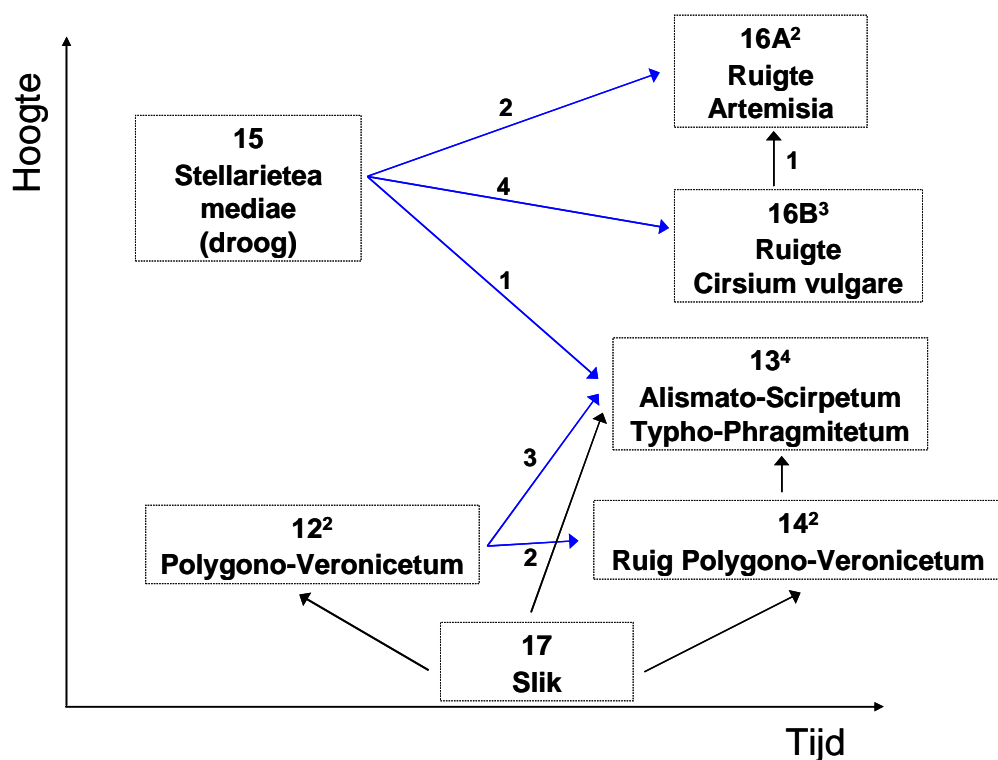 Hoogte
16A²
Ruigte
Artemisia
2
15
Stellarietea
mediae
(droog)
1
4
16B³
Ruigte
Cirsium vulgare
1
13⁴
Alismato-Scirpetum
Typho-Phragmitetum
3
12²
Polygono-Veronicetum
2
14²
Ruig Polygono-Veronicetum
17
Slik
Tijd